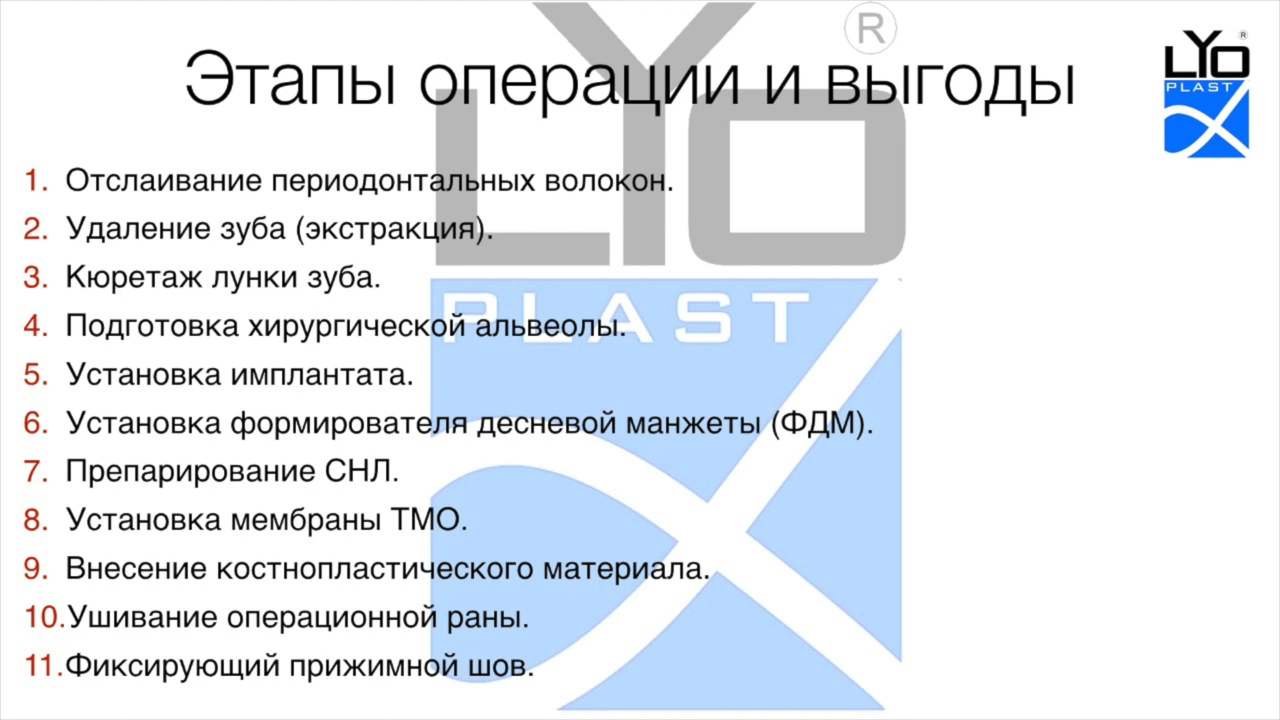 Этапы операции и выгоды
LYO
PLAST
®
LYO
PLAST
®
1. Отслаивание периодонтальных волокон.
2. Удаление зуба (экстракция).
3. Кюретаж лунки зуба.
4. Подготовка хирургической альвеолы.
5. Установка имплантата.
6. Установка формирователя десневой манжеты (ФДМ).
7. Препарирование СНЛ.
8. Установка мембраны ТМО.
9. Внесение костнопластического материала.
10. Ушивание операционной раны.
11. Фиксирующий прижимной шов.